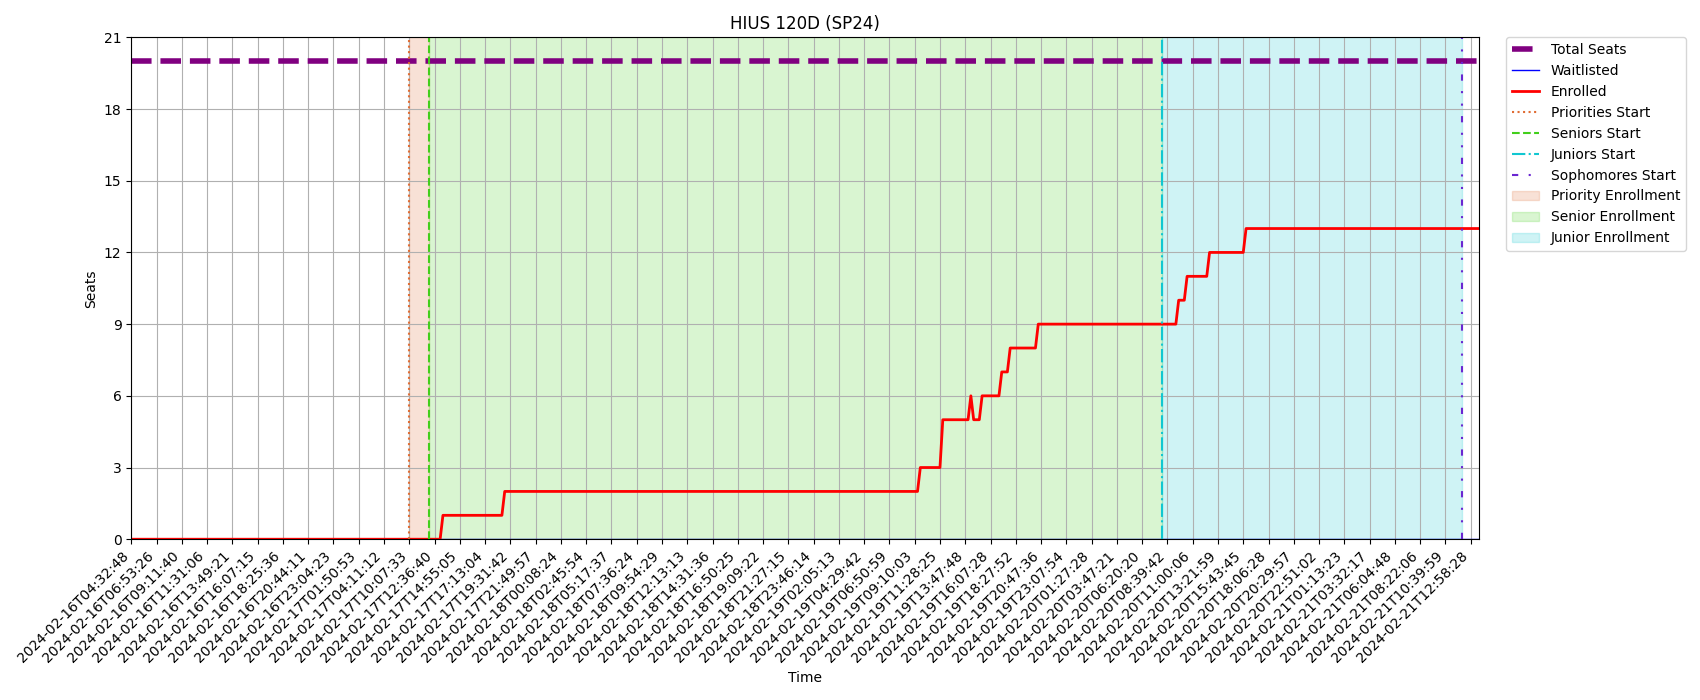 HIUS 120D (SP24)
21
18
15
12
9
6
3
0
Seats
2024-02-16T04:32:48
2024-02-16T06:53:26
2024-02-16T09:11:40
2024-02-16T11:31:06
2024-02-16T13:49:21
2024-02-16T16:07:15
2024-02-16T18:25:36
2024-02-16T20:44:11
2024-02-16T23:04:23
2024-02-17T01:50:53
2024-02-17T04:11:12
2024-02-17T10:07:33
2024-02-17T12:36:40
2024-02-17T14:55:05
2024-02-17T17:13:04
2024-02-17T19:31:42
2024-02-17T21:49:57
2024-02-18T00:08:24
2024-02-18T02:45:54
2024-02-18T05:17:37
2024-02-18T07:36:24
2024-02-18T09:54:29
2024-02-18T12:13:13
2024-02-18T14:31:36
2024-02-18T16:50:25
2024-02-18T19:09:22
2024-02-18T21:27:15
2024-02-18T23:46:14
2024-02-19T02:05:13
2024-02-19T04:29:42
2024-02-19T06:50:59
2024-02-19T09:10:03
2024-02-19T11:28:25
2024-02-19T13:47:48
2024-02-19T16:07:28
2024-02-19T18:27:52
2024-02-19T20:47:36
2024-02-19T23:07:54
2024-02-20T01:27:28
2024-02-20T03:47:21
2024-02-20T06:20:20
2024-02-20T08:39:42
2024-02-20T11:00:06
2024-02-20T13:21:59
2024-02-20T15:43:45
2024-02-20T18:06:28
2024-02-20T20:29:57
2024-02-20T22:51:02
2024-02-21T01:13:23
2024-02-21T03:32:17
2024-02-21T06:04:48
2024-02-21T08:22:06
2024-02-21T10:39:59
2024-02-21T12:58:28
Time
Total Seats
Waitlisted
Enrolled
Priorities Start
Seniors Start
Juniors Start
Sophomores Start
Priority Enrollment
Senior Enrollment
Junior Enrollment